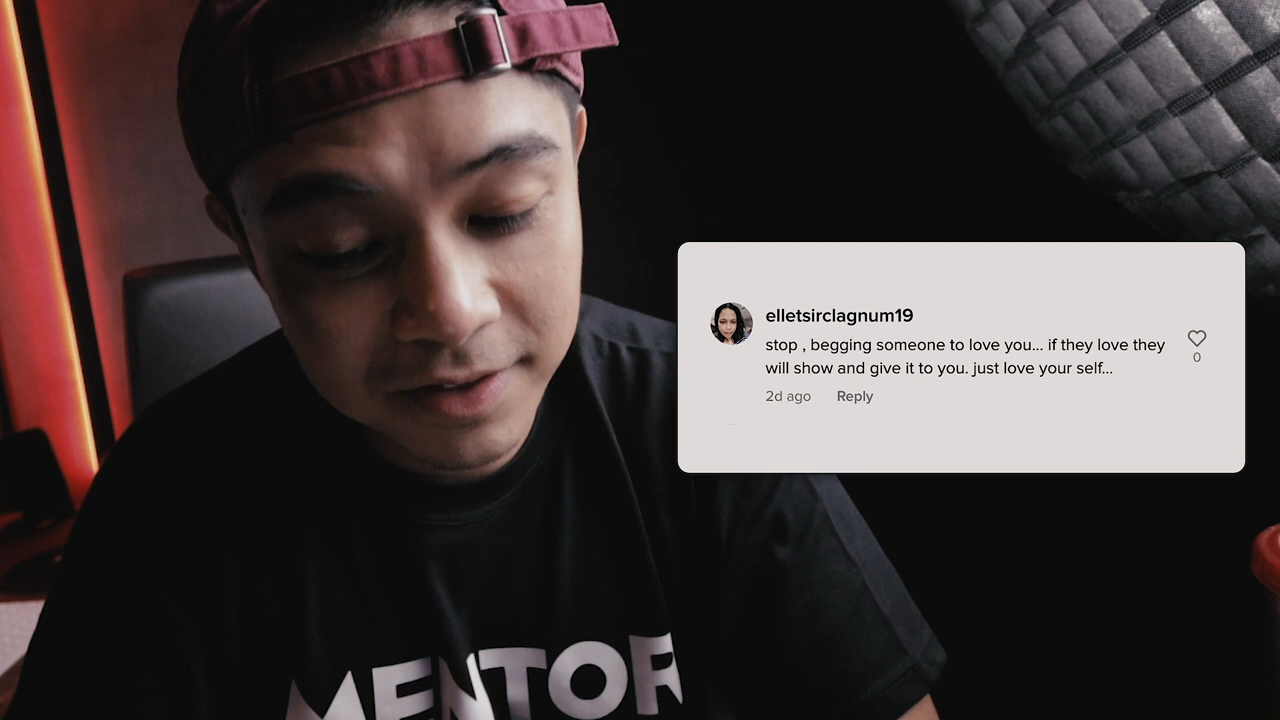 elletsirclagnum19
stop , begging someone to love you... if they love they
will show and give it to you. just love your self...
0
2d ago Reply
MENTOR